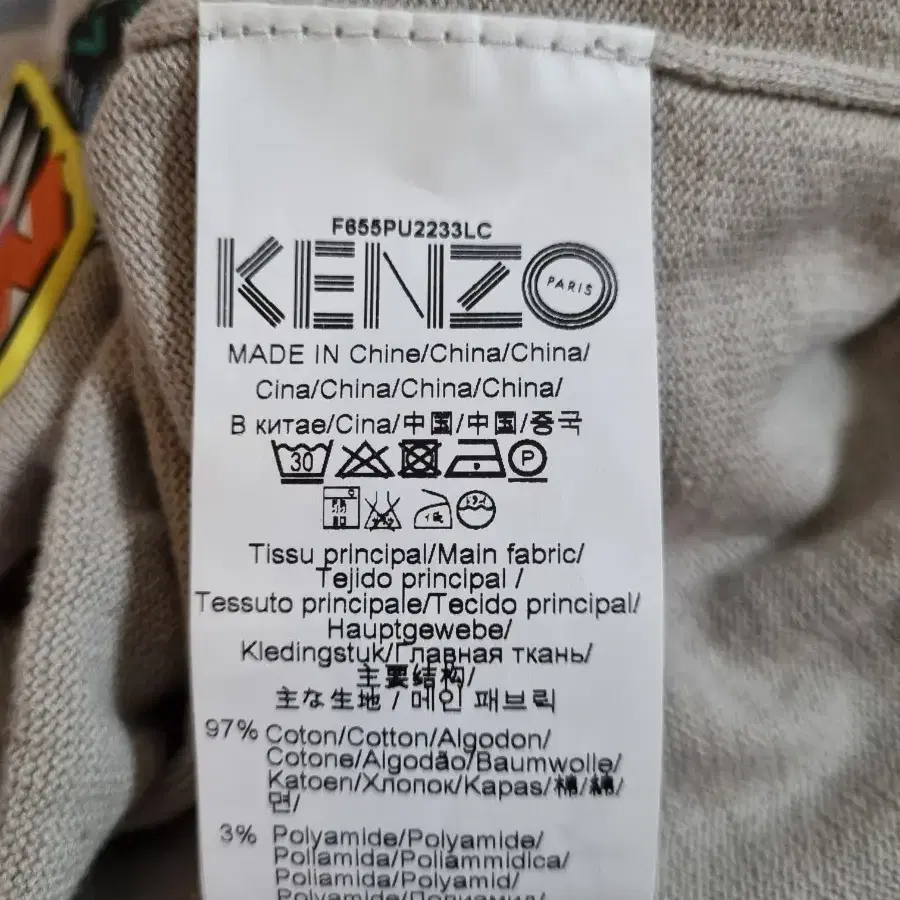 F655PU2233LC
KENZO PARIS
MADE IN Chine/China/China/
Cina/China/China/China/
В китае/Cina/中国/中国/중국
30 P
Tissu principal/Main fabric/
Tejido principal /
Tessuto principale/Tecido principal/
Hauptgewebe/
Kledingstuk/Главная ткань/
主要结构/
主な生地 / 메인 패브릭
97% Coton/Cotton/Algodon/
Cotone/Algodão/Baumwolle/
Katoen/Хлопок/Kapas/棉/綿/
면/
3% Polyamide/Polyamide/
Poliamida/Poliammidica/
Poliamida/Polyamid/
Polyamide/Полиамид/